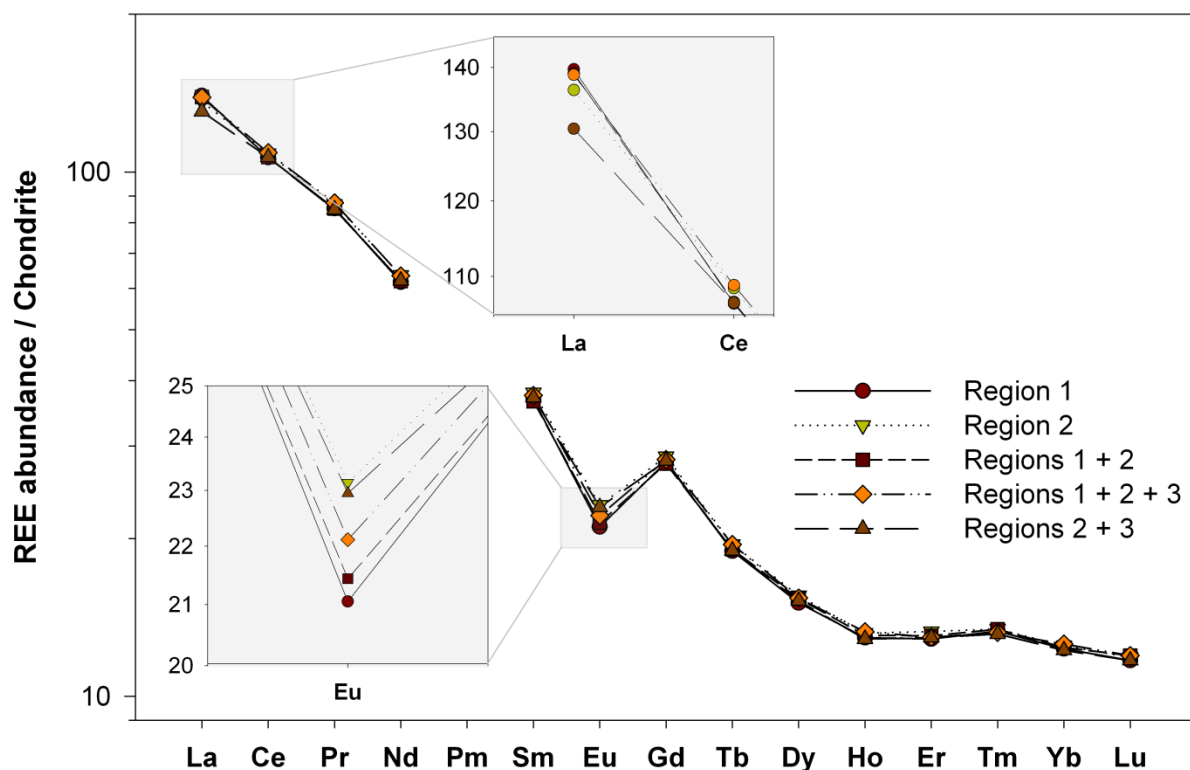 REE abundance / Chondrite
100
10
140
130
120
110
La Ce
25
24
23
22
21
20
Eu
Region 1
Region 2
Regions 1 + 2
Regions 1 + 2 + 3
Regions 2 + 3
La Ce Pr Nd Pm Sm Eu Gd Tb Dy Ho Er Tm Yb Lu